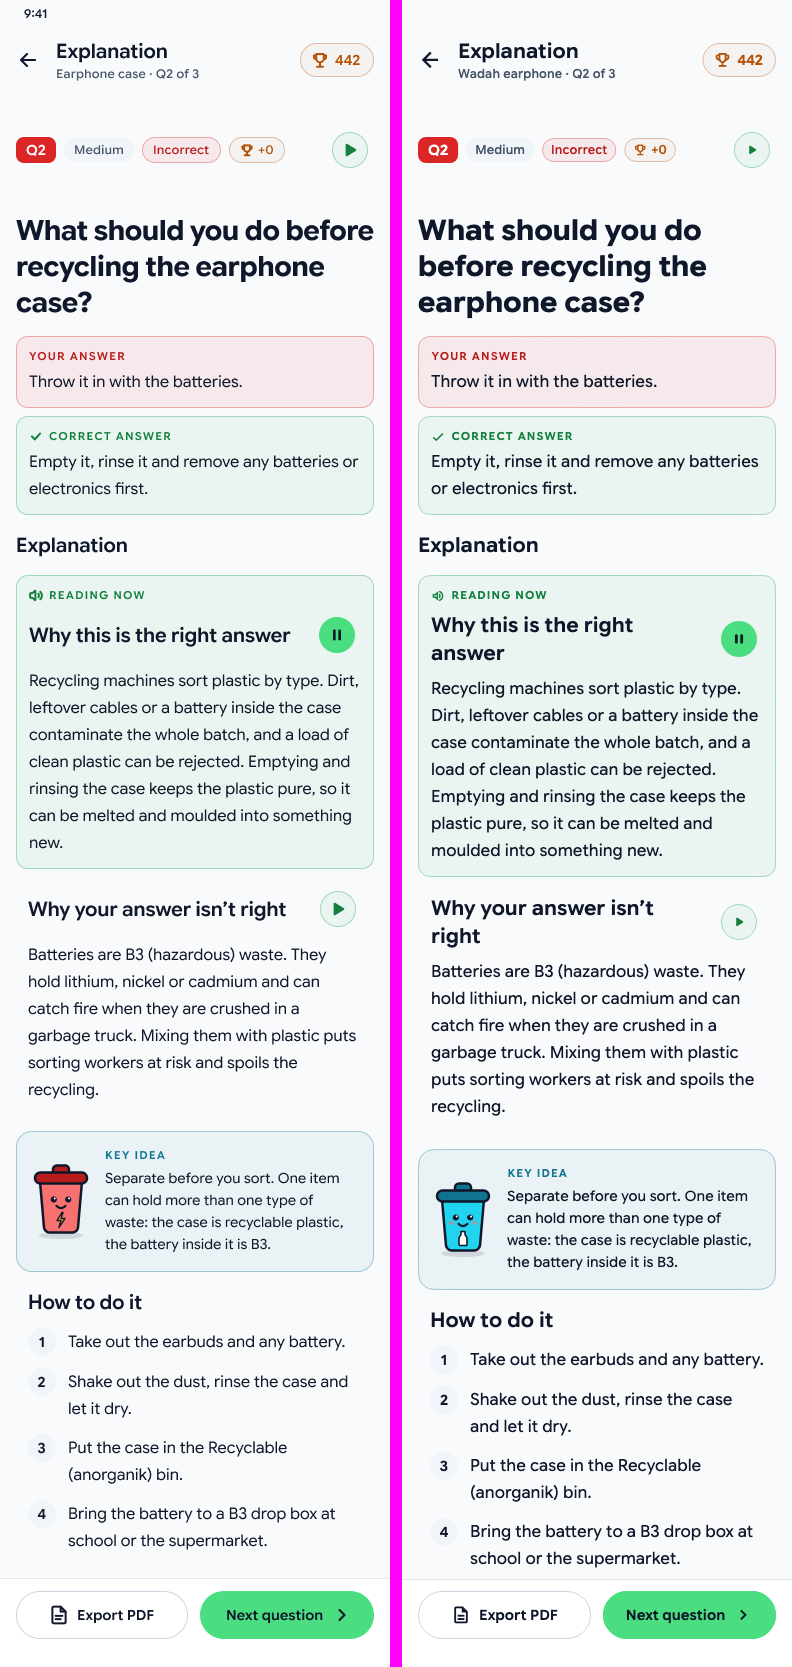 9:41
Explanation
Earphone case · Q2 of 3
442
Q2
Medium
Incorrect
+0
What should you do before
recycling the earphone
case?
YOUR ANSWER
Throw it in with the batteries.
CORRECT ANSWER
Empty it, rinse it and remove any batteries or
electronics first.
Explanation
READING NOW
Why this is the right answer
Recycling machines sort plastic by type. Dirt,
leftover cables or a battery inside the case
contaminate the whole batch, and a load of
clean plastic can be rejected. Emptying and
rinsing the case keeps the plastic pure, so it
can be melted and moulded into something
new.
Why your answer isn’t right
Batteries are B3 (hazardous) waste. They
hold lithium, nickel or cadmium and can
catch fire when they are crushed in a
garbage truck. Mixing them with plastic puts
sorting workers at risk and spoils the
recycling.
KEY IDEA
Separate before you sort. One item
can hold more than one type of
waste: the case is recyclable plastic,
the battery inside it is B3.
How to do it
1 Take out the earbuds and any battery.
2 Shake out the dust, rinse the case and
let it dry.
3 Put the case in the Recyclable
(anorganik) bin.
4 Bring the battery to a B3 drop box at
school or the supermarket.
Export PDF
Next question
Explanation
Wadah earphone · Q2 of 3
442
Q2
Medium
Incorrect
+0
What should you do
before recycling the
earphone case?
YOUR ANSWER
Throw it in with the batteries.
CORRECT ANSWER
Empty it, rinse it and remove any batteries
or electronics first.
Explanation
READING NOW
Why this is the right
answer
Recycling machines sort plastic by type.
Dirt, leftover cables or a battery inside the
case contaminate the whole batch, and a
load of clean plastic can be rejected.
Emptying and rinsing the case keeps the
plastic pure, so it can be melted and
moulded into something new.
Why your answer isn’t
right
Batteries are B3 (hazardous) waste. They
hold lithium, nickel or cadmium and can
catch fire when they are crushed in a
garbage truck. Mixing them with plastic
puts sorting workers at risk and spoils the
recycling.
KEY IDEA
Separate before you sort. One item
can hold more than one type of
waste: the case is recyclable plastic,
the battery inside it is B3.
How to do it
1 Take out the earbuds and any battery.
2 Shake out the dust, rinse the case
and let it dry.
3 Put the case in the Recyclable
(anorganik) bin.
4 Bring the battery to a B3 drop box at
school or the supermarket.
Export PDF
Next question